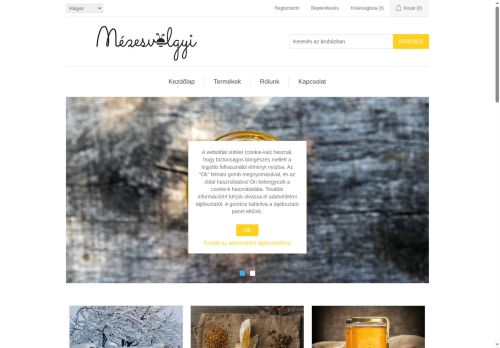 Magyar
Regisztráció
Bejelentkezés
Kívánságlista (0)
Kosár (0)
Mézesvölgyi
Keresés az áruházban
KERESÉS
Kezdőlap
Termékek
Rólunk
Kapcsolat
A weboldal sütiket (cookie-kat) használ,
hogy biztonságos böngészés mellett a
legjobb felhasználói élményt nyújtsa. Az
"Ok" feliratú gomb megnyomásával, és az
oldal használatával Ön beleegyezik a
cookie-k használatába. További
információért kérjük olvassa el adatvédelmi
tájékoztatót. A gombra kattintva a tájékoztató
panel eltűnik.
OK
Tovább az adatvédelmi tájékoztatóhoz